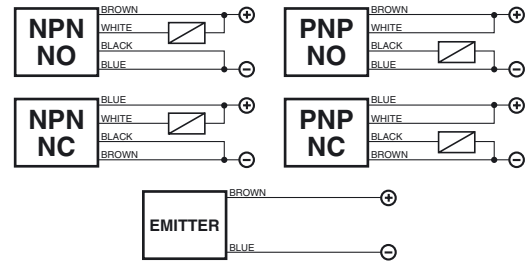 NPN
NO
BROWN
WHITE
BLACK
BLUE
+
−
PNP
NO
BROWN
WHITE
BLACK
BLUE
+
−
NPN
NC
BLUE
WHITE
BLACK
BROWN
+
−
PNP
NC
BLUE
WHITE
BLACK
BROWN
+
−
EMITTER
BROWN
BLUE
+
−